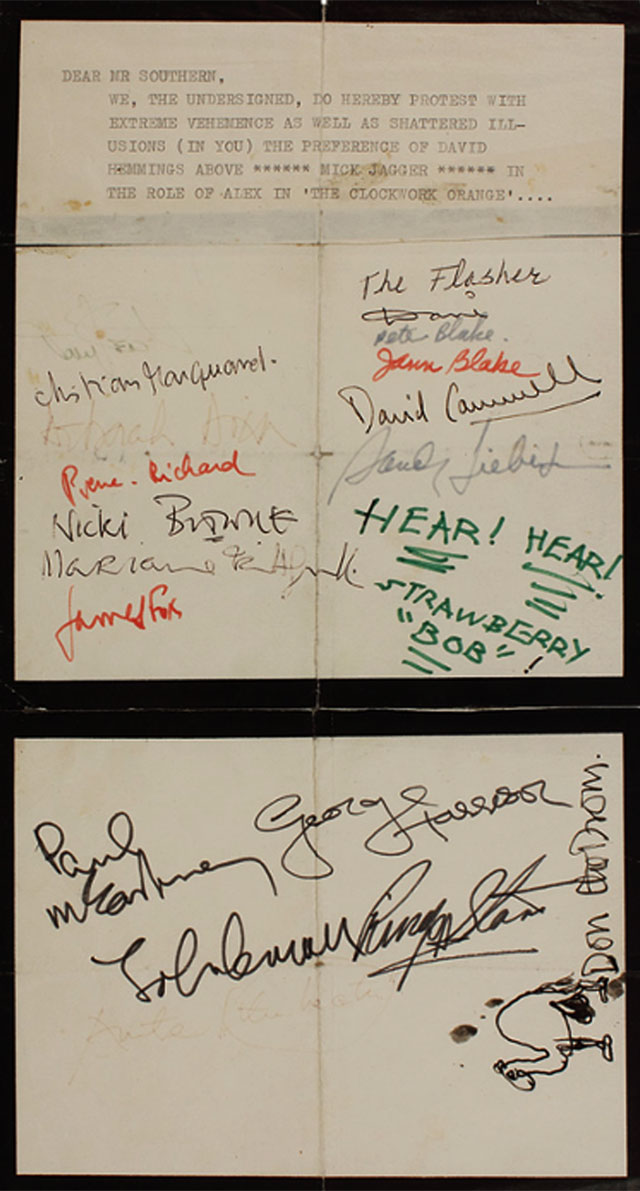 DEAR MR SOUTHERN,
WE, THE UNDERSIGNED, DO HEREBY PROTEST WITH
EXTREME VEHEMENCE AS WELL AS SHATTERED ILL-
USIONS (IN YOU) THE PREFERENCE OF DAVID
HEMMINGS ABOVE ****** MICK JAGGER ****** IN
THE ROLE OF ALEX IN 'THE CLOCKWORK ORANGE'....
The Flasher
Pete Blake.
Jann Blake
David Cammell
Sandy Lieberson
Christian Marquand.
Richard
Nicki Browne
Marianne Faithfull.
James Fox
HEAR! HEAR!
STRAWBERRY
"BOB"!
Paul
McCartney
George Harrison
John Lennon
Ringo Starr